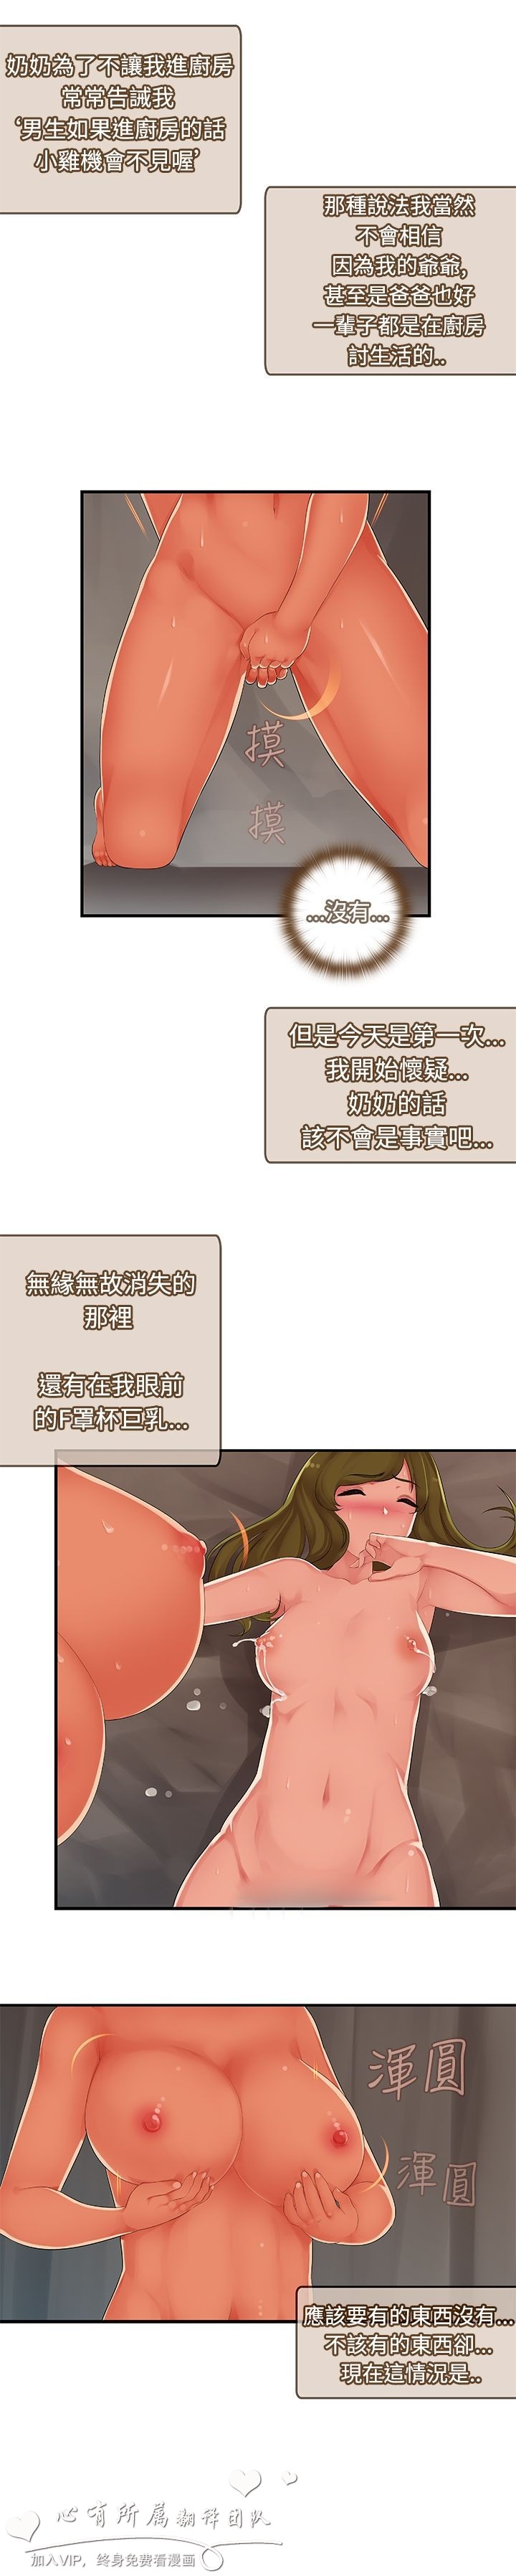 奶奶為了不讓我進廚房
常常告誡我
‘男生如果進廚房的話
小雞機會不見喔’
那種說法我當然
不會相信
因為我的爺爺,
甚至是爸爸也好
一輩子都是在廚房
討生活的..
摸
摸
...沒有...
但是今天是第一次...
我開始懷疑...
奶奶的話
該不會是事實吧...
無緣無故消失的
那裡
還有在我眼前
的F罩杯巨乳...
渾圓
渾圓
應該要有的東西沒有...
不該有的東西卻...
現在這情況是..
心有所属翻译团队
加入VIP，终身免费看漫画